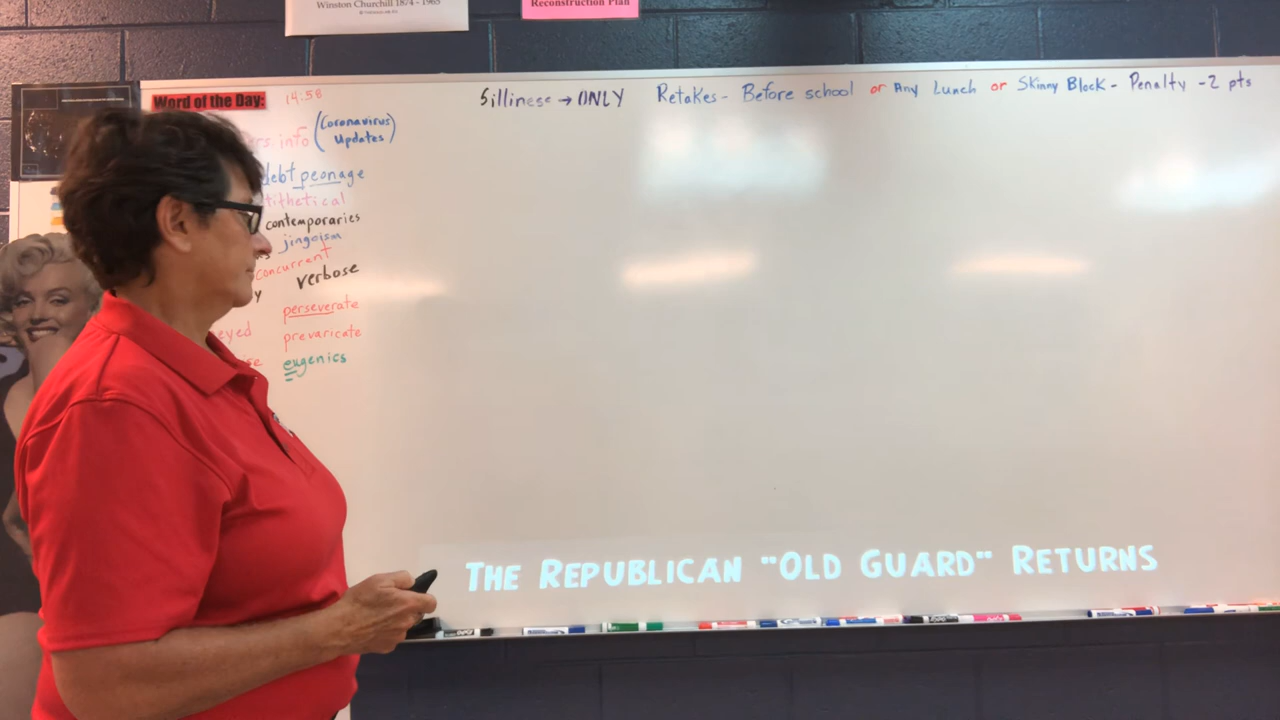 Winston Churchill 1874 - 1965
Reconstruction Plan
Word of the Day:
14:58
Silliness → ONLY
Retakes - Before school or Any Lunch or Skinny Block - Penalty -2 pts
info (Coronavirus Updates)
debt peonage
contemporaries
jingoism
concurrent
verbose
perseverate
prevaricate
eugenics
The Republican "Old Guard" Returns